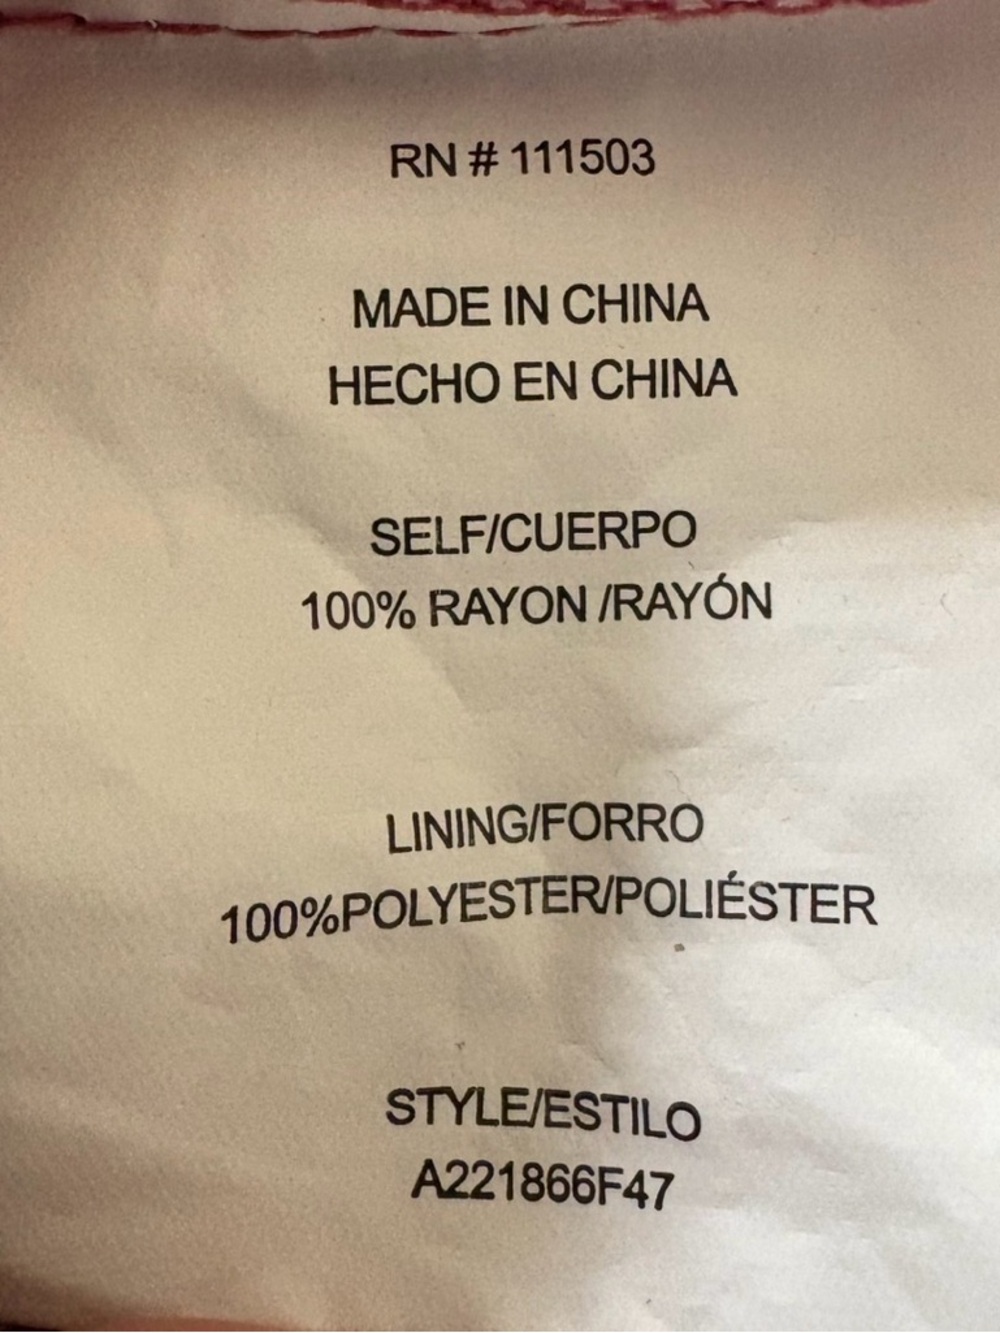 RN # 111503
MADE IN CHINA
HECHO EN CHINA
SELF/CUERPO
100% RAYON /RAYÓN
LINING/FORRO
100%POLYESTER/POLIÉSTER
STYLE/ESTILO
A221866F47